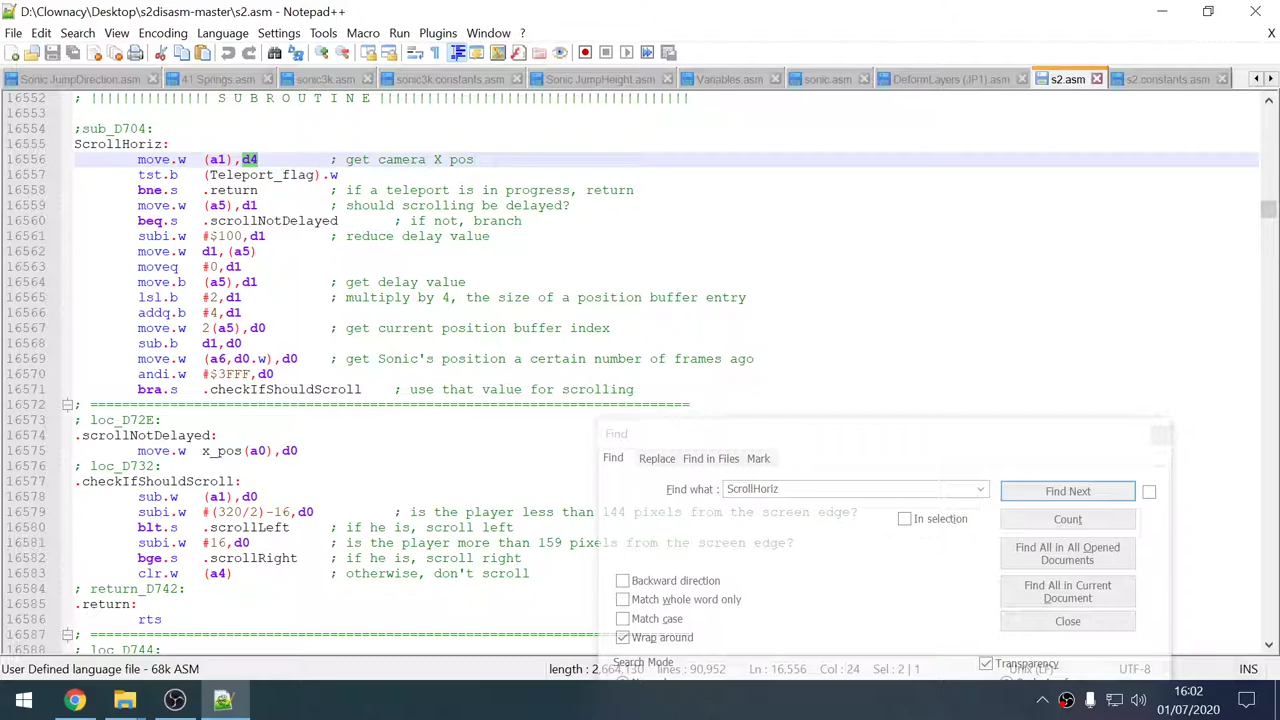 D:\Clownacy\Desktop\s2disasm-master\s2.asm - Notepad++
File Edit Search View Encoding Language Settings Tools Macro Run Plugins Window ?
X
Sonic JumpDirection.asm 41 Springs.asm sonic3k.asm sonic3k.constants.asm Sonic JumpHeight.asm Variables.asm sonic.asm DeformLayers (JP1).asm s2.asm s2.constants.asm
16552 ; ||||||||||||||| S U B R O U T I N E |||||||||||||||||||||||||||||||||||||||
16553
16554 ;sub_D704:
16555 ScrollHoriz:
16556 move.w (a1),d4 ; get camera X pos
16557 tst.b (Teleport_flag).w
16558 bne.s .return ; if a teleport is in progress, return
16559 move.w (a5),d1 ; should scrolling be delayed?
16560 beq.s .scrollNotDelayed ; if not, branch
16561 subi.w #$100,d1 ; reduce delay value
16562 move.w d1,(a5)
16563 moveq #0,d1
16564 move.b (a5),d1 ; get delay value
16565 lsl.b #2,d1 ; multiply by 4, the size of a position buffer entry
16566 addq.b #4,d1
16567 move.w 2(a5),d0 ; get current position buffer index
16568 sub.b d1,d0
16569 move.w (a6,d0.w),d0 ; get Sonic's position a certain number of frames ago
16570 andi.w #$3FFF,d0
16571 bra.s .checkIfShouldScroll ; use that value for scrolling
16572 ; ===========================================================================
16573 ; loc_D72E:
16574 .scrollNotDelayed:
16575 move.w x_pos(a0),d0
16576 ; loc_D732:
16577 .checkIfShouldScroll:
16578 sub.w (a1),d0
16579 subi.w #(320/2)-16,d0 ; is the player less than 144 pixels from the screen edge?
16580 blt.s .scrollLeft ; if he is, scroll left
16581 subi.w #16,d0 ; is the player more than 159 pixels from the screen edge?
16582 bge.s .scrollRight ; if he is, scroll right
16583 clr.w (a4) ; otherwise, don't scroll
16584 ; return_D742:
16585 .return:
16586 rts
16587 ; ===========================================================================
; loc_D744:
Find
Find Replace Find in Files Mark
Find what : ScrollHoriz
Find Next
In selection
Count
Find All in All Opened Documents
Find All in Current Document
Close
Backward direction
Match whole word only
Match case
Wrap around
Search Mode
Transparency
User Defined language file - 68k ASM
lines : 90,952 Ln : 16.556 Col : 24 Sel : 2 | 1
UTF-8 INS
16:02
01/07/2020